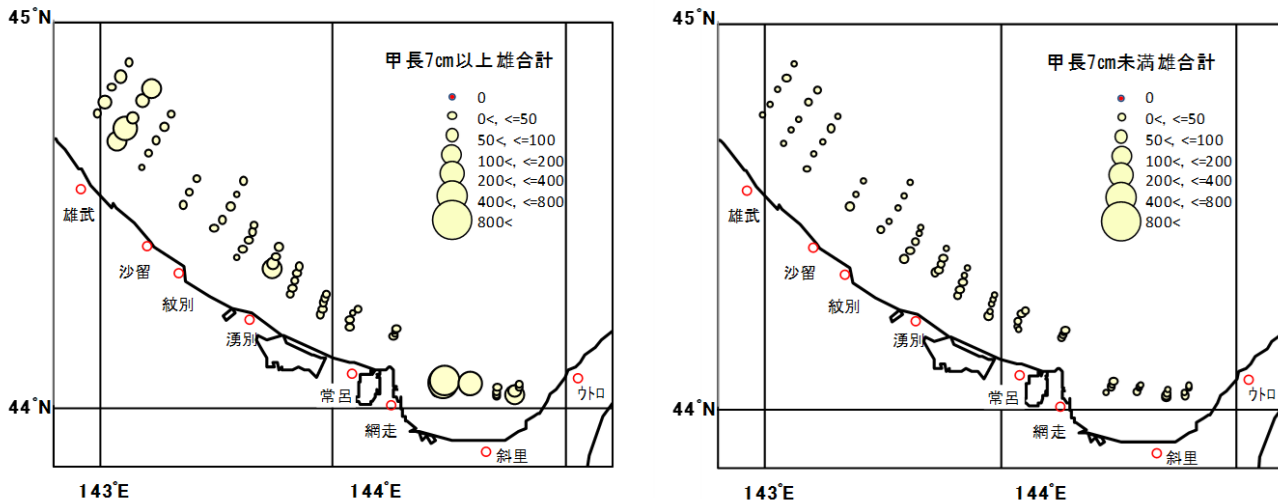 45°N
甲長7cm以上雄合計
0
0<, <=50
50<, <=100
100<, <=200
200<, <=400
400<, <=800
800<
雄武
沙留
紋別
湧別
常呂
網走
斜里
ウトロ
44°N
143°E
144°E
45°N
甲長7cm未満雄合計
0
0<, <=50
50<, <=100
100<, <=200
200<, <=400
400<, <=800
800<
雄武
沙留
紋別
湧別
常呂
網走
斜里
ウトロ
44°N
143°E
144°E